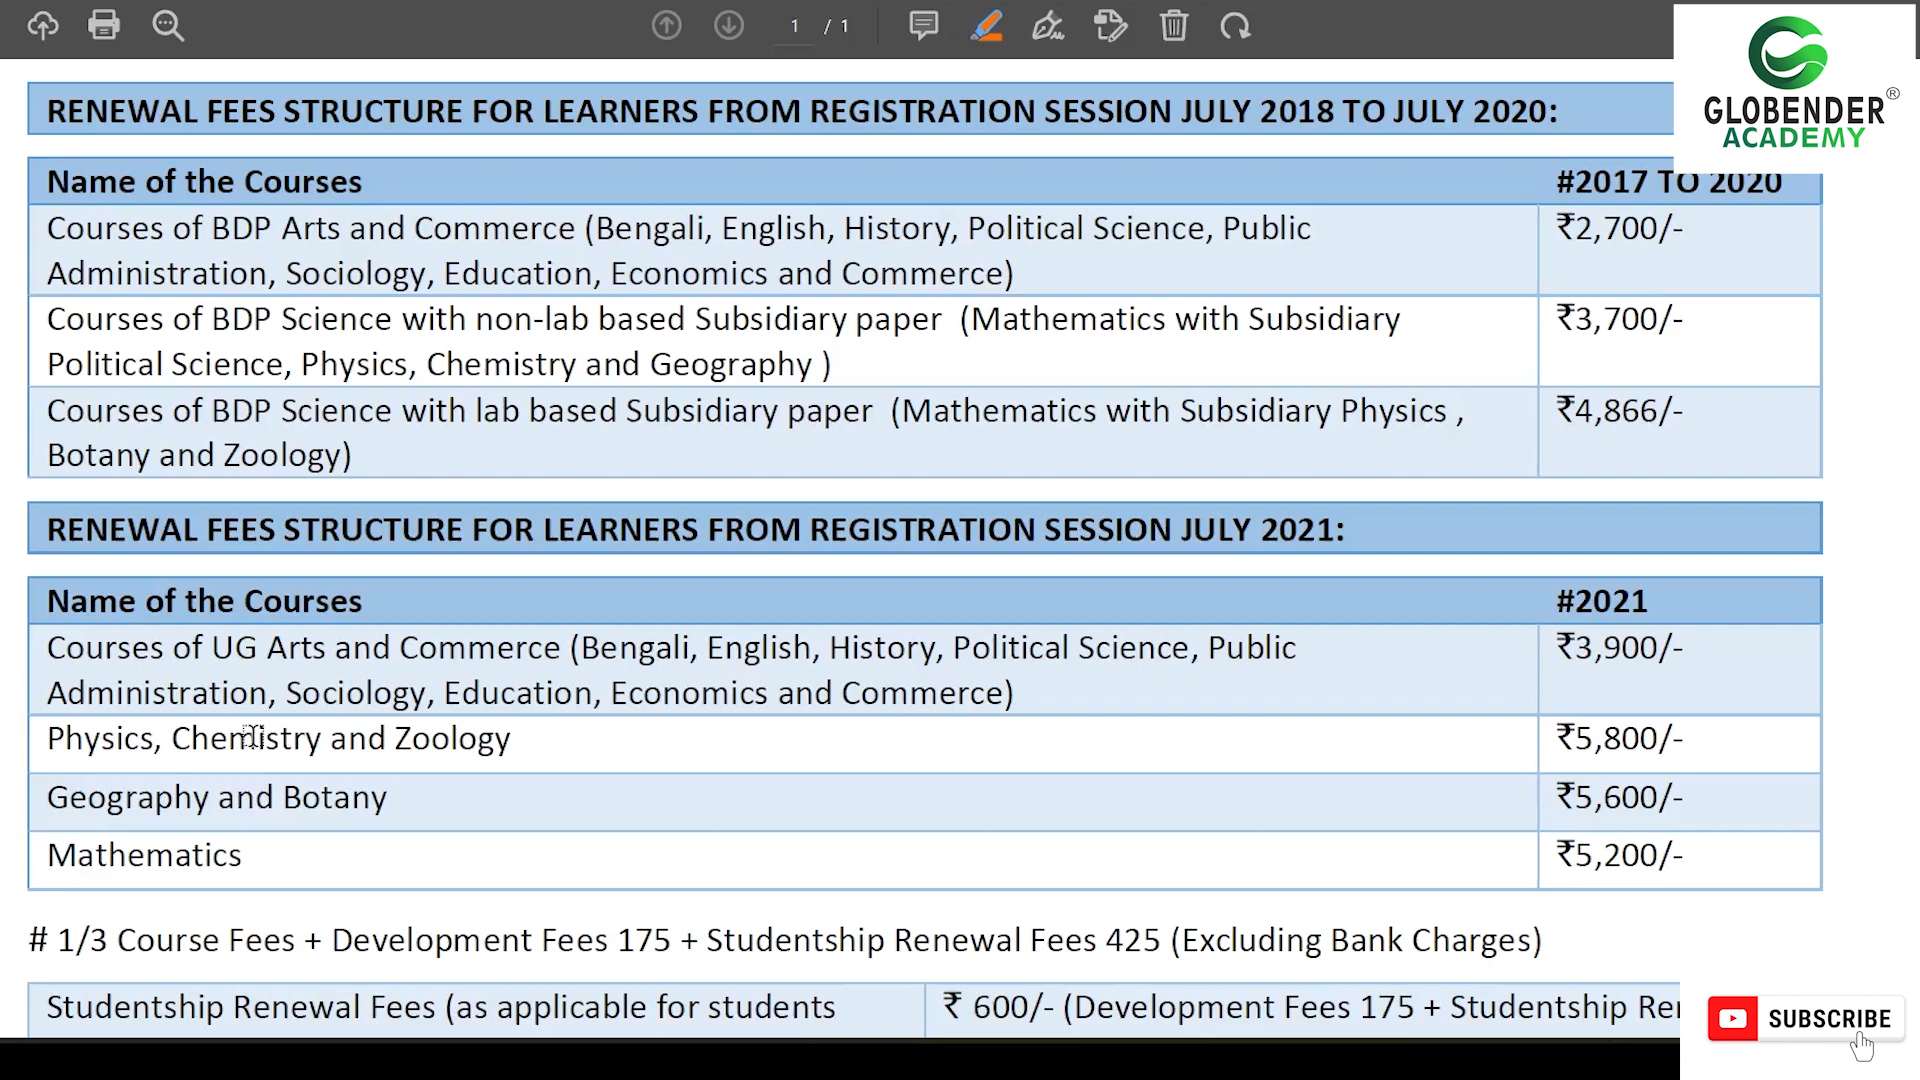 1 / 1
GLOBENDER®
ACADEMY
RENEWAL FEES STRUCTURE FOR LEARNERS FROM REGISTRATION SESSION JULY 2018 TO JULY 2020:
Name of the Courses #2017 TO 2020
Courses of BDP Arts and Commerce (Bengali, English, History, Political Science, Public ₹2,700/-
Administration, Sociology, Education, Economics and Commerce)
Courses of BDP Science with non-lab based Subsidiary paper (Mathematics with Subsidiary ₹3,700/-
Political Science, Physics, Chemistry and Geography )
Courses of BDP Science with lab based Subsidiary paper (Mathematics with Subsidiary Physics , ₹4,866/-
Botany and Zoology)
RENEWAL FEES STRUCTURE FOR LEARNERS FROM REGISTRATION SESSION JULY 2021:
Name of the Courses #2021
Courses of UG Arts and Commerce (Bengali, English, History, Political Science, Public ₹3,900/-
Administration, Sociology, Education, Economics and Commerce)
Physics, Chemistry and Zoology ₹5,800/-
Geography and Botany ₹5,600/-
Mathematics ₹5,200/-
# 1/3 Course Fees + Development Fees 175 + Studentship Renewal Fees 425 (Excluding Bank Charges)
Studentship Renewal Fees (as applicable for students ₹ 600/- (Development Fees 175 + Studentship
SUBSCRIBE